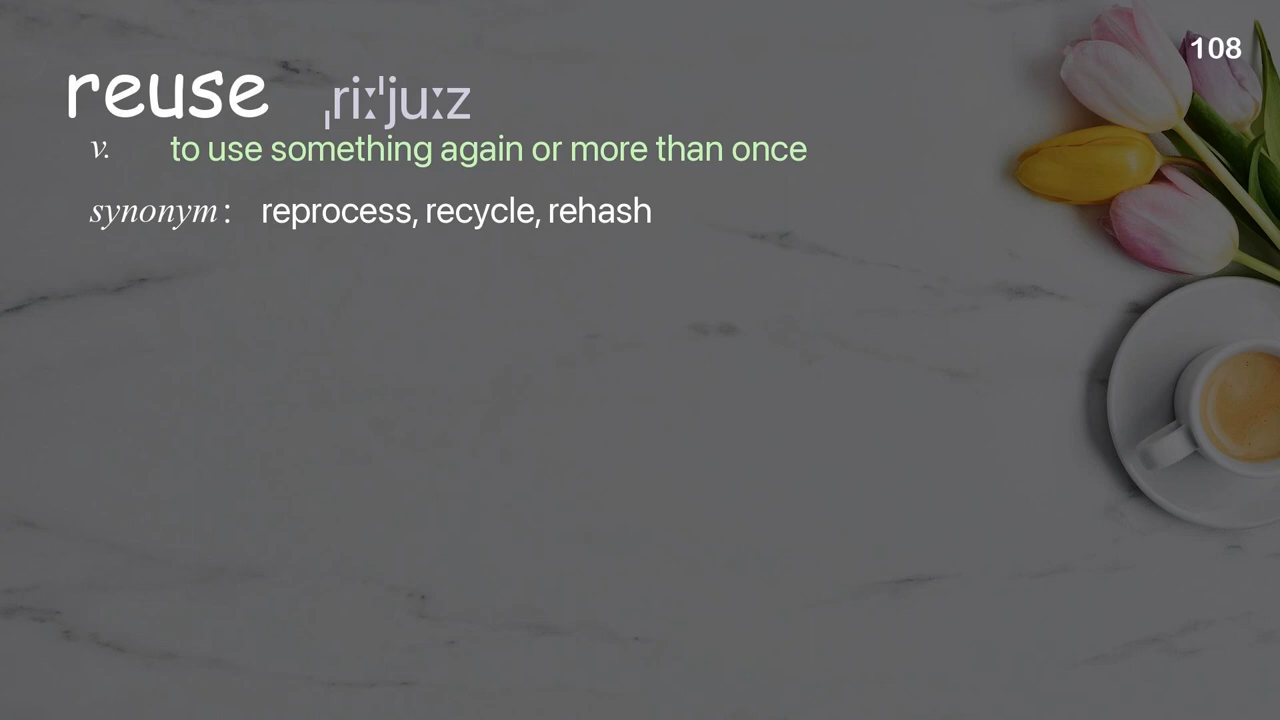 108
reuse ˌriːˈjuːz
v. to use something again or more than once
synonym: reprocess, recycle, rehash